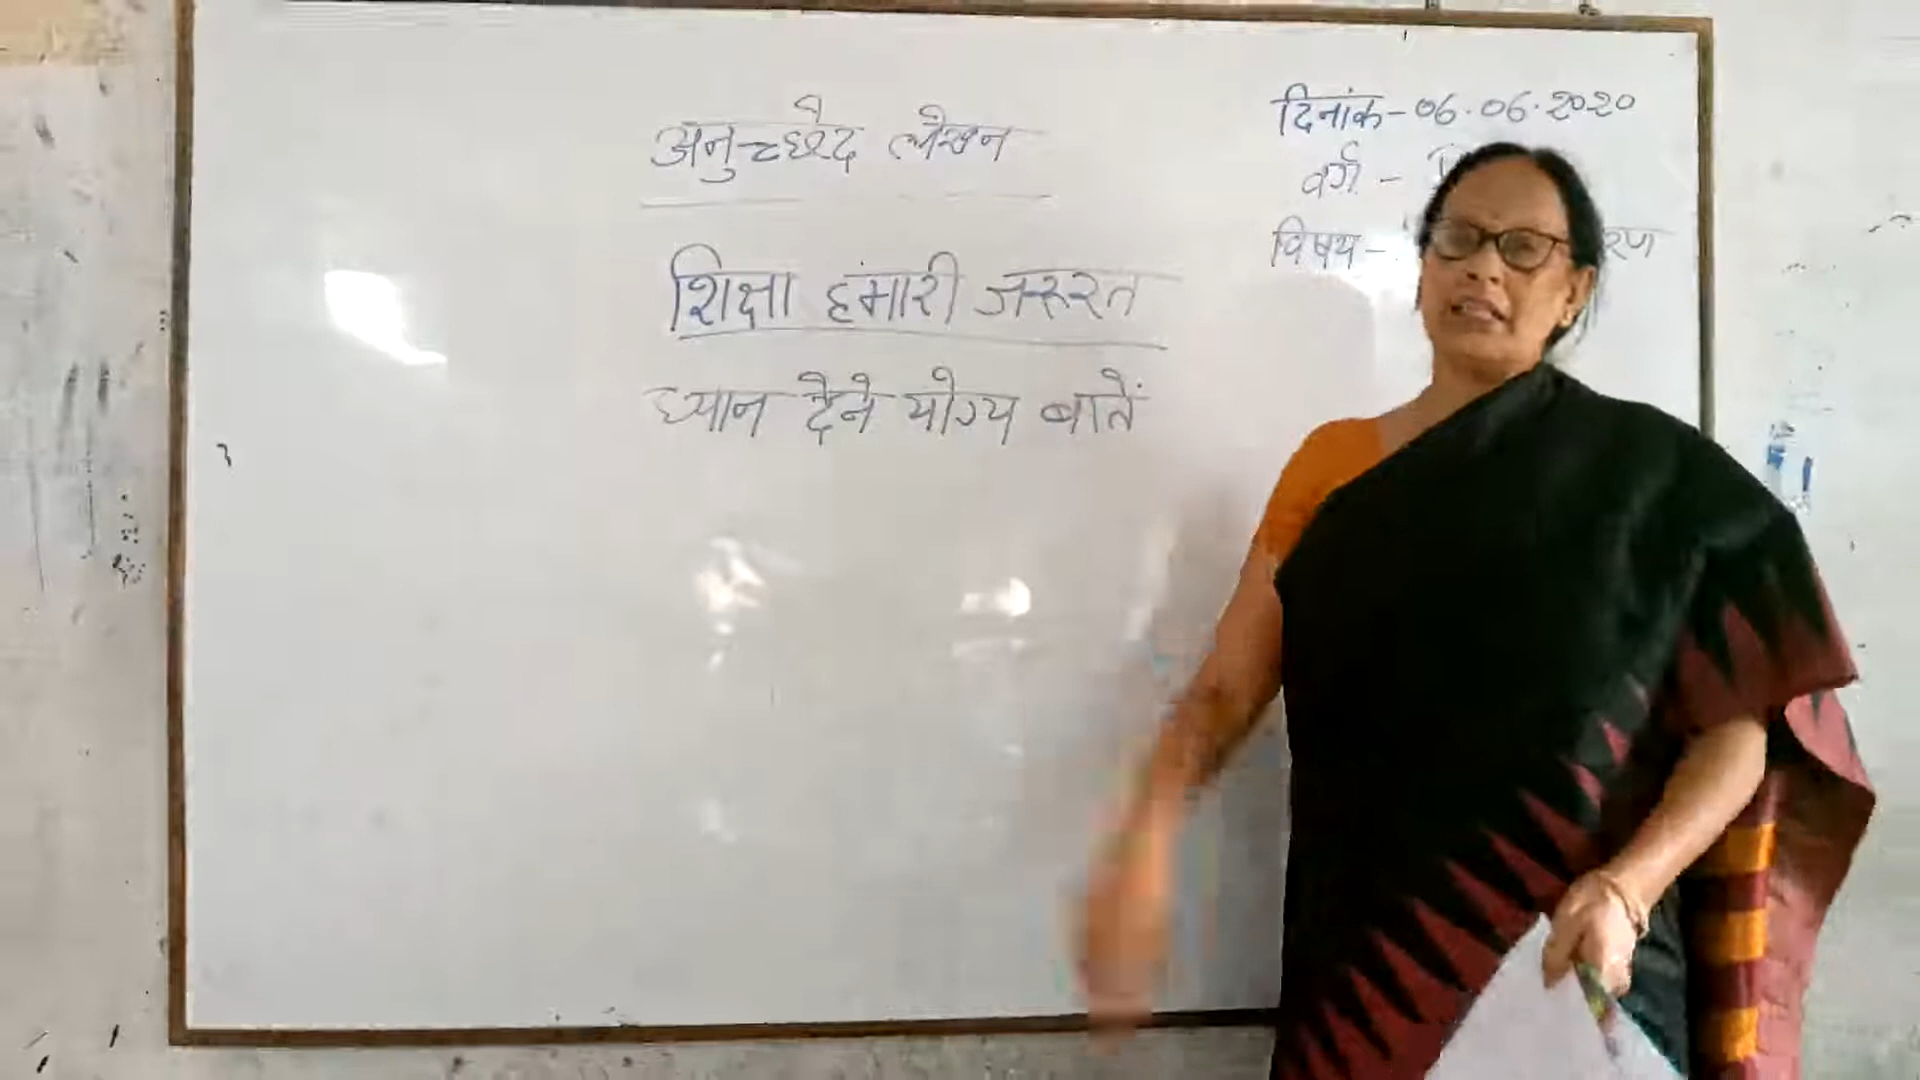 अनुच्छेद लेखन
दिनांक - 06.06.2020
वर्ग -
विषय -
शिक्षा हमारी जरूरत
ध्यान देने योग्य बातें